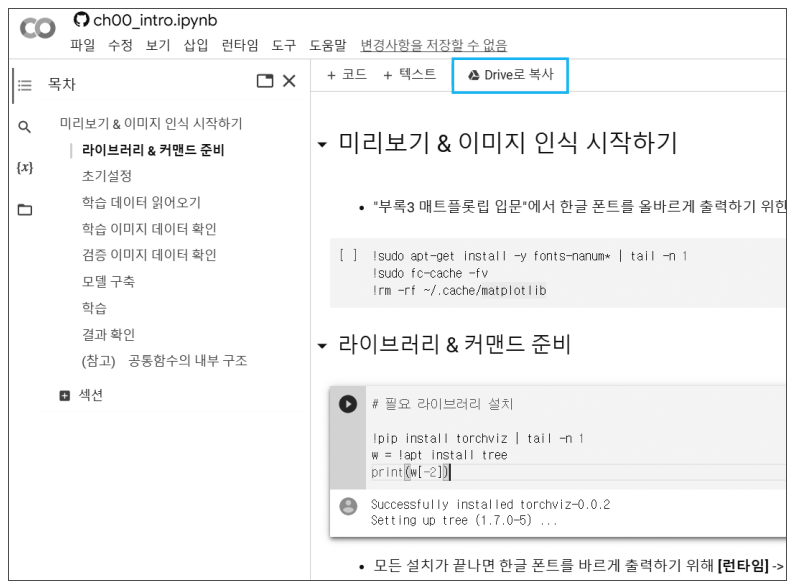 CO ch00_intro.ipynb
파일 수정 보기 삽입 런타임 도구 도움말 변경사항을 저장할 수 없음
목차
미리보기 & 이미지 인식 시작하기
라이브러리 & 커맨드 준비
초기설정
학습 데이터 읽어오기
학습 이미지 데이터 확인
검증 이미지 데이터 확인
모델 구축
학습
결과 확인
(참고) 공통함수의 내부 구조
섹션
{x}
+ 코드 + 텍스트 Drive로 복사
미리보기 & 이미지 인식 시작하기
• "부록3 매트플롯립 입문"에서 한글 폰트를 올바르게 출력하기 위한
[ ] !sudo apt-get install -y fonts-nanum* | tail -n 1
!sudo fc-cache -fv
!rm -rf ~/.cache/matplotlib
라이브러리 & 커맨드 준비
# 필요 라이브러리 설치
!pip install torchviz | tail -n 1
w = !apt install tree
print(w[-2])
Successfully installed torchviz-0.0.2
Setting up tree (1.7.0-5) ...
• 모든 설치가 끝나면 한글 폰트를 바르게 출력하기 위해 [런타임] ->